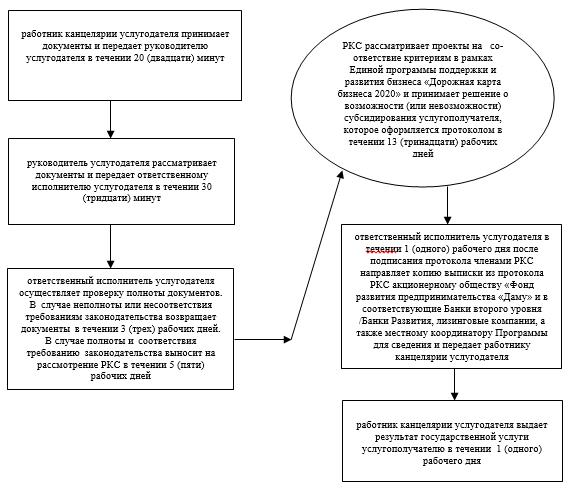 работник канцелярии услугодателя принимает
документы и передает руководителю
услугодателя в течении 20 (двадцати) минут
руководитель услугодателя рассматривает
документы и передает ответственному
исполнителю услугодателя в течении 30
(тридцати) минут
ответственный исполнитель услугодателя
осуществляет проверку полноты документов.
В случае неполноты или несоответствия
требованиям законодательства возвращает
документы в течении 3 (трех) рабочих дней.
В случае полноты и соответствия
требованию законодательства выносит на
рассмотрение РКС в течении 5 (пяти)
рабочих дней
РКС рассматривает проекты на со-
ответствие критериям в рамках
Единой программы поддержки и
развития бизнеса «Дорожная карта
бизнеса 2020» и принимает решение о
возможности (или невозможности)
субсидирования услугополучателя,
которое оформляется протоколом в
течении 13 (тринадцати) рабочих
дней
ответственный исполнитель услугодателя в
течении 1 (одного) рабочего дня после
подписания протокола членами РКС
направляет копию выписки из протокола
РКС акционерному обществу «Фонд
развития предпринимательства «Даму» и в
соответствующие Банки второго уровня
/Банки Развития, лизинговые компании, а
также местному координатору Программы
для сведения и передает работнику
канцелярии услугодателя
работник канцелярии услугодателя выдает
результат государственной услуги
услугополучателю в течении 1 (одного)
рабочего дня